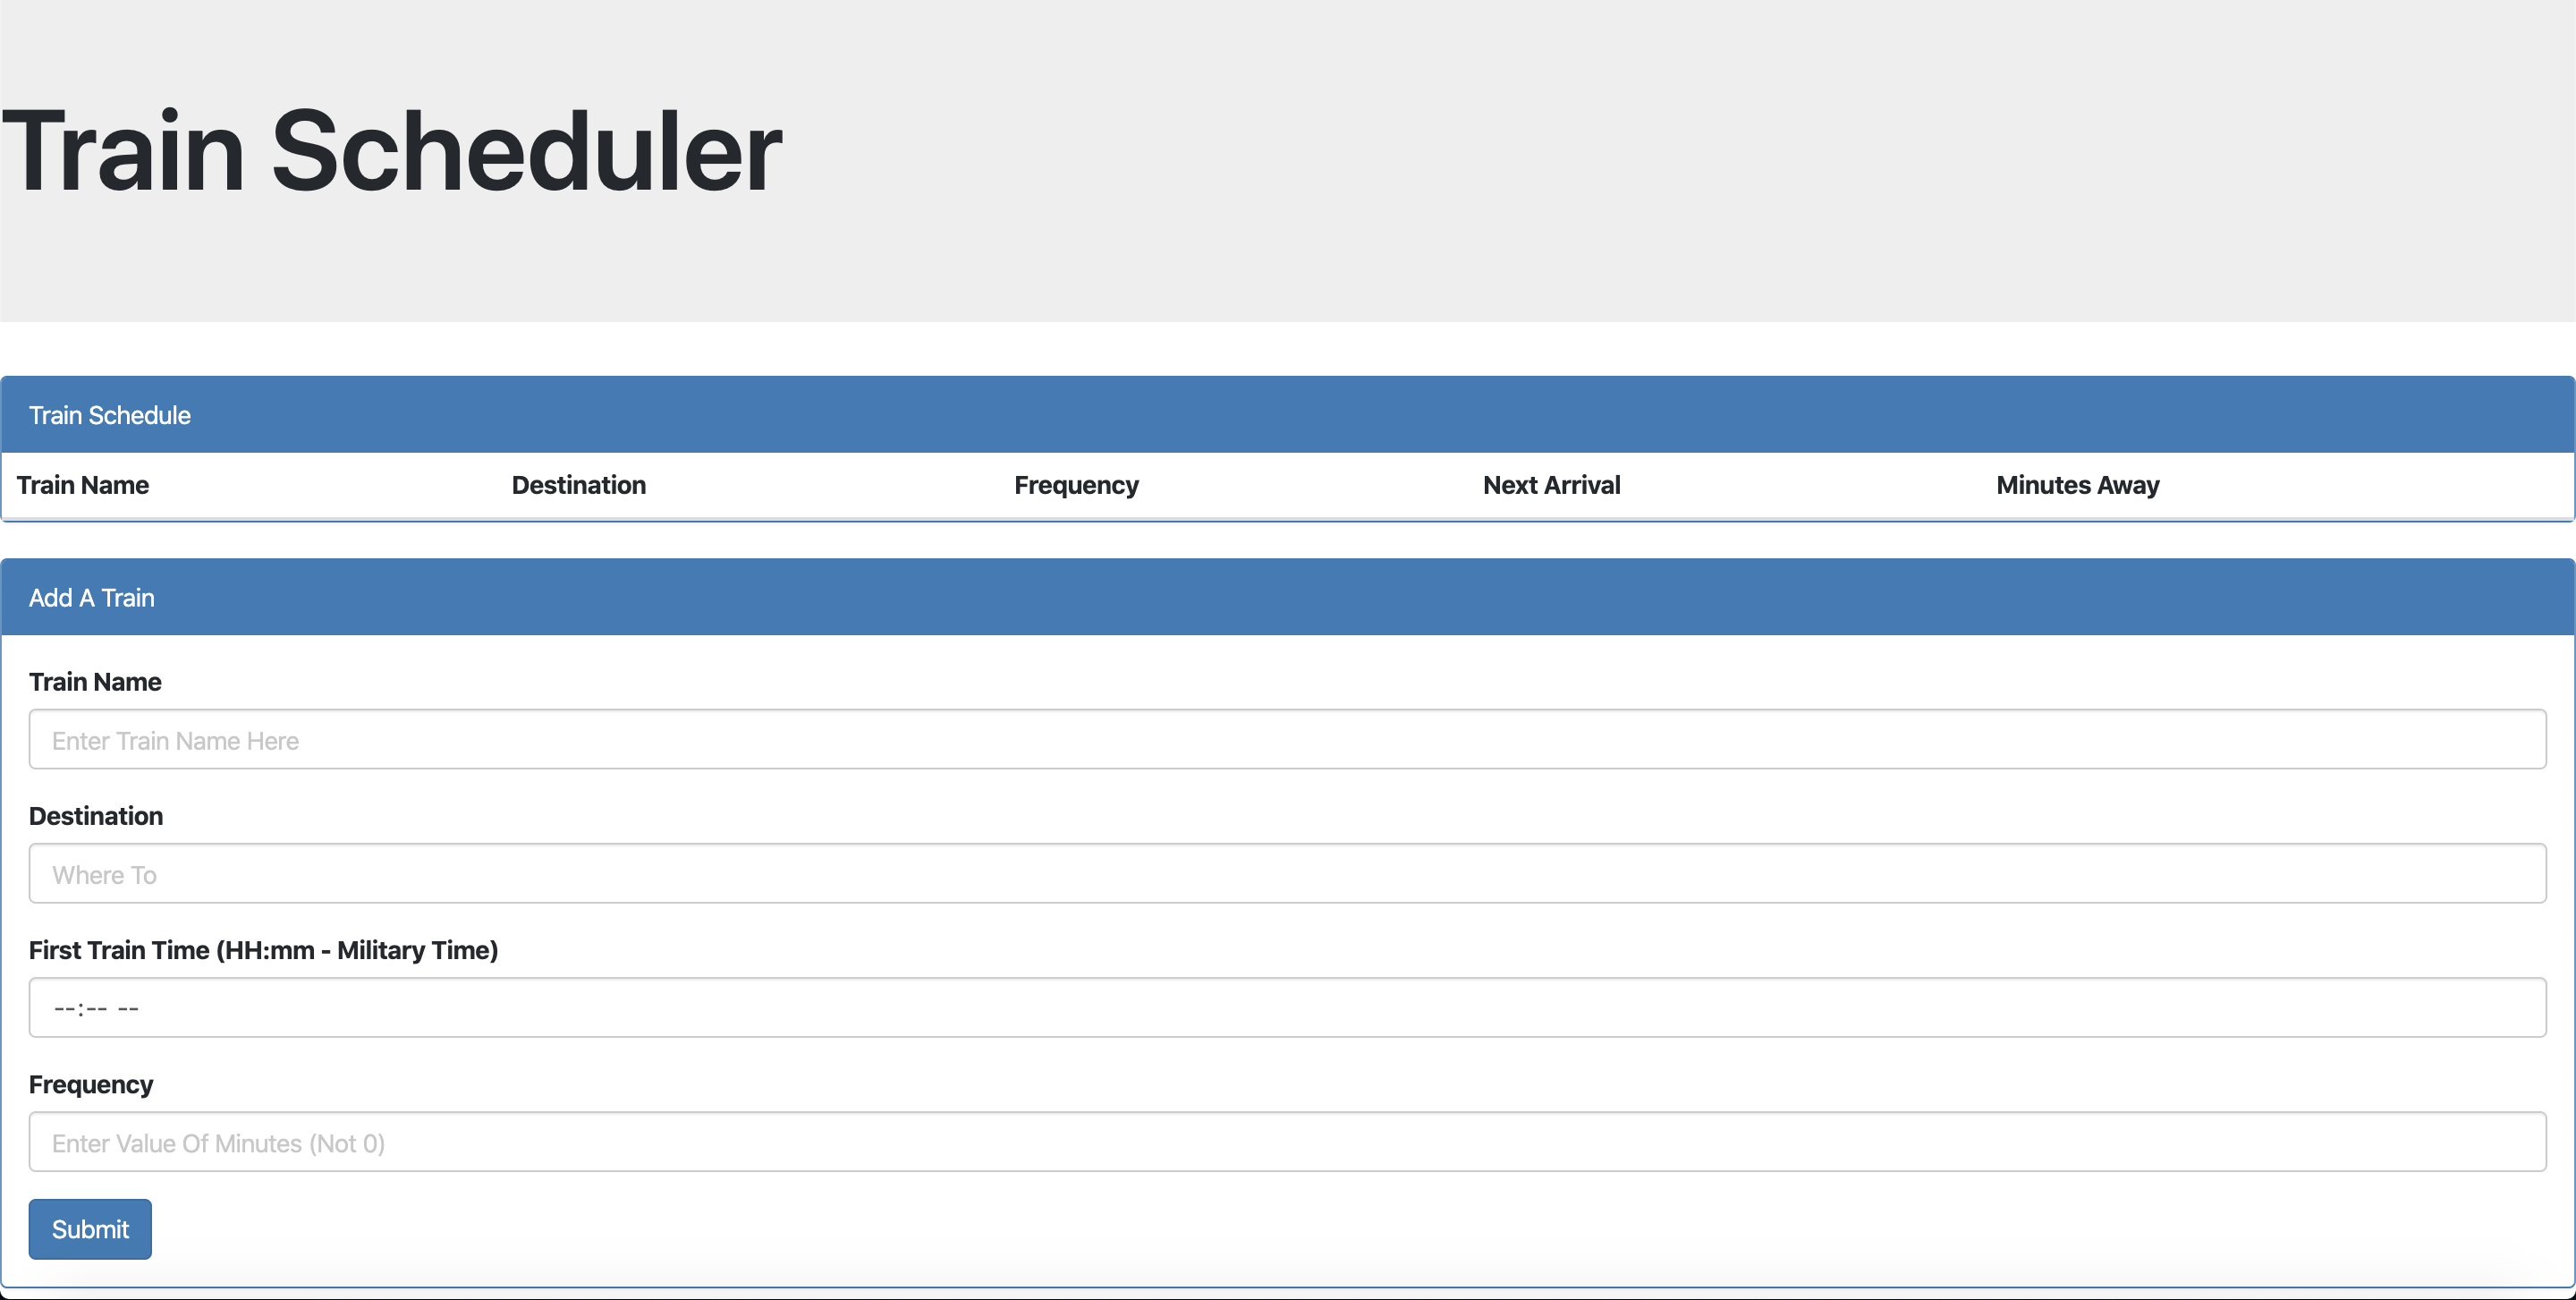 Train Scheduler
Train Schedule
Train Name Destination Frequency Next Arrival Minutes Away
Add A Train
Train Name
Enter Train Name Here
Destination
Where To
First Train Time (HH:mm - Military Time)
--:-- --
Frequency
Enter Value Of Minutes (Not 0)
Submit